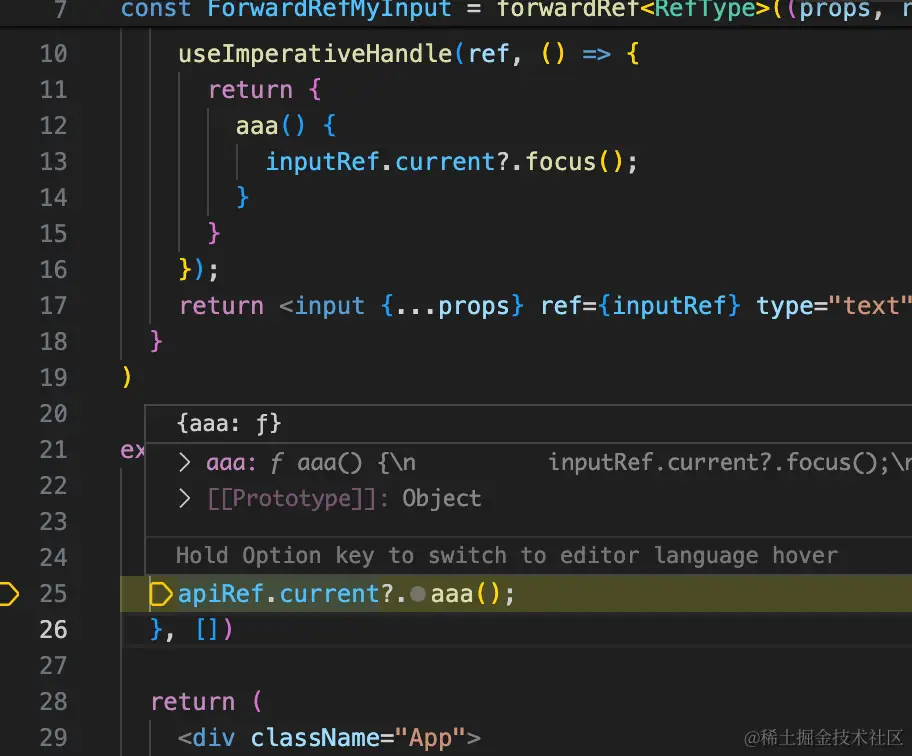 7 const ForwardRefMyInput = forwardRef<RefType>((props, r
10 useImperativeHandle(ref, () => {
11 return {
12 aaa() {
13 inputRef.current?.focus();
14 }
15 }
16 });
17 return <input {...props} ref={inputRef} type="text"
18 }
19 )
20
{aaa: ƒ}
21 ex
> aaa: ƒ aaa() {\n inputRef.current?.focus();\r
22
> [[Prototype]]: Object
23
24
Hold Option key to switch to editor language hover
25 apiRef.current?.aaa();
26 }, [])
27
28 return (
29 <div className="App">
@稀土掘金技术社区